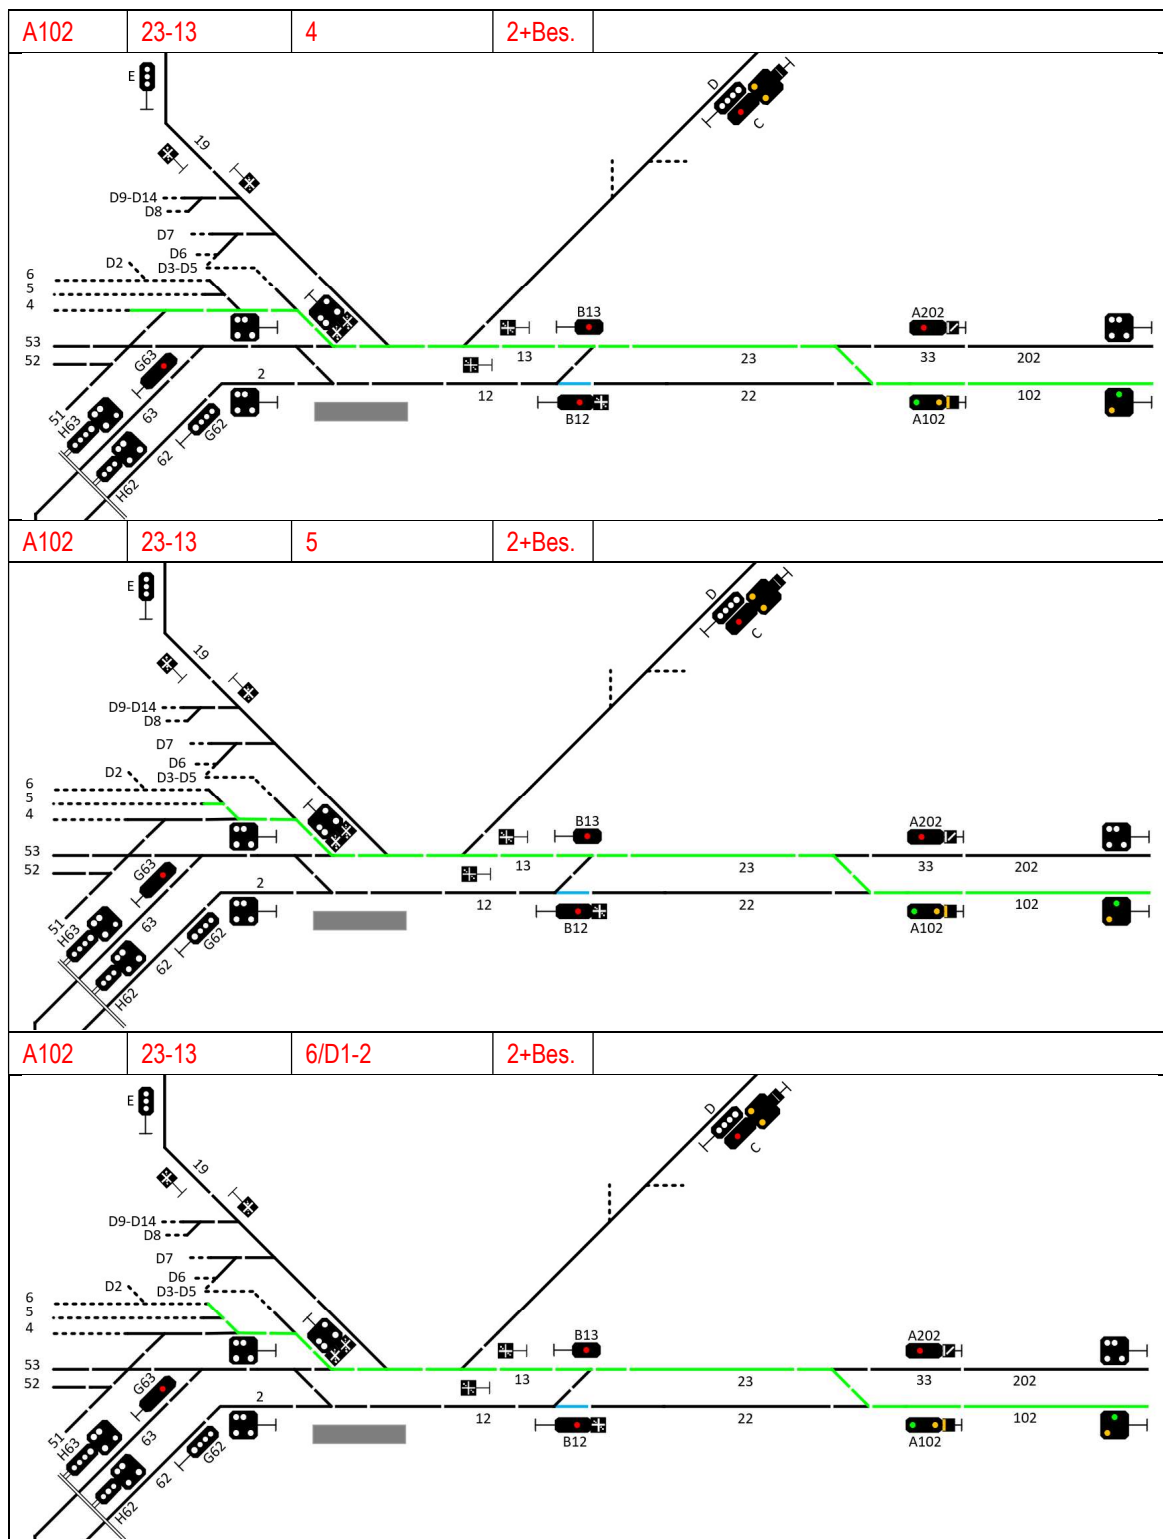 A102 23-13 4 2+Bes.
E
D
C
19
D9-D14
D8
D7
D6
D2
D3-D5
6
5
4
B13
A202
53
13
23
33
202
52
G63
2
12
22
102
51
H63
63
G62
B12
A102
62
H62
A102 23-13 5 2+Bes.
E
D
C
19
D9-D14
D8
D7
D6
D2
D3-D5
6
5
4
B13
A202
53
13
23
33
202
52
G63
2
12
22
102
51
H63
63
G62
B12
A102
62
H62
A102 23-13 6/D1-2 2+Bes.
E
D
C
19
D9-D14
D8
D7
D6
D2
D3-D5
6
5
4
B13
A202
53
13
23
33
202
52
G63
2
12
22
102
51
H63
63
G62
B12
A102
62
H62